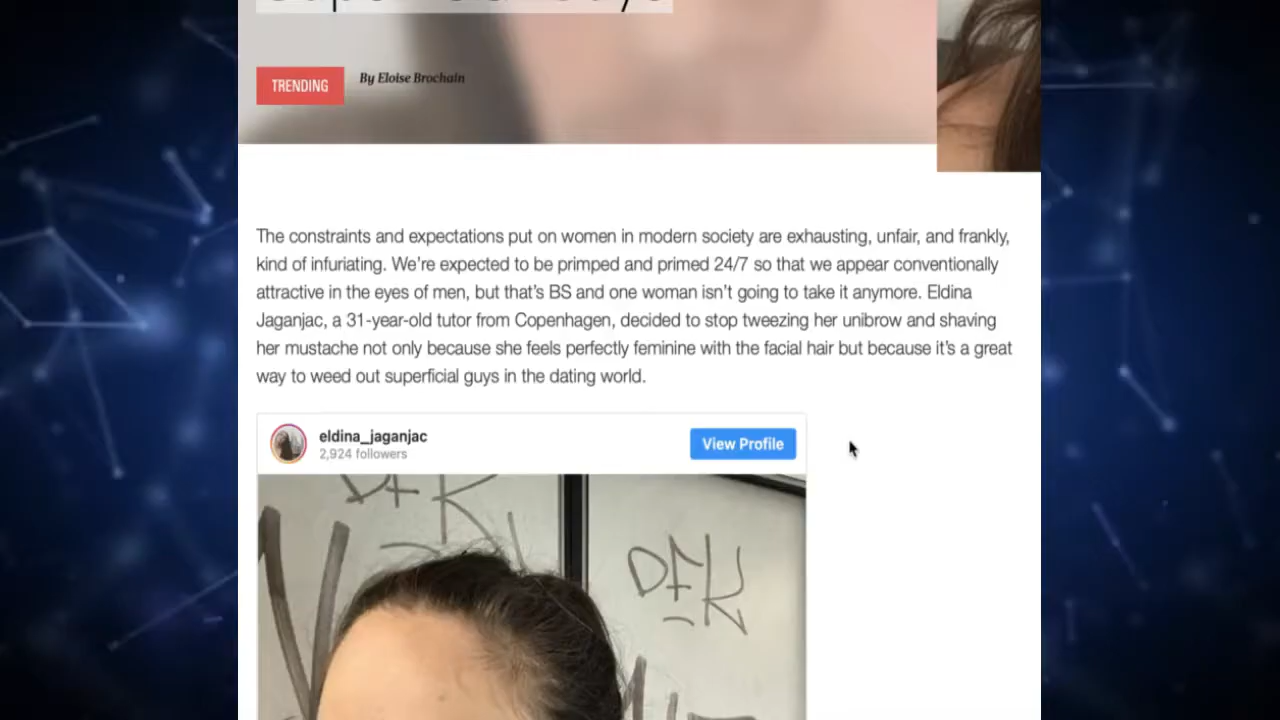 TRENDING
By Eloise Brochain
The constraints and expectations put on women in modern society are exhausting, unfair, and frankly,
kind of infuriating. We're expected to be primped and primed 24/7 so that we appear conventionally
attractive in the eyes of men, but that's BS and one woman isn't going to take it anymore. Eldina
Jaganjac, a 31-year-old tutor from Copenhagen, decided to stop tweezing her unibrow and shaving
her mustache not only because she feels perfectly feminine with the facial hair but because it's a great
way to weed out superficial guys in the dating world.
eldina_jaganjac
2,924 followers
View Profile
DFK